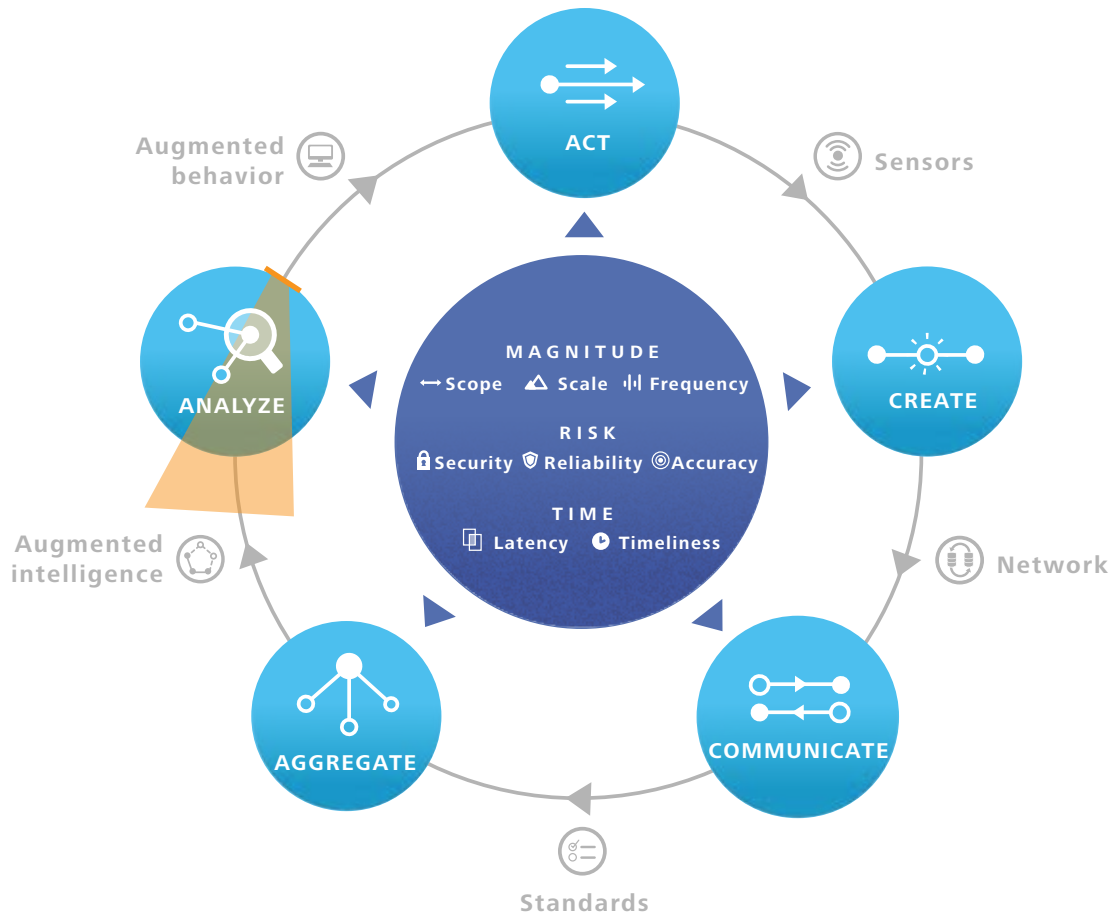 ACT
Augmented
behavior
Sensors
MAGNITUDE
Scope Scale Frequency
ANALYZE
CREATE
RISK
Security Reliability Accuracy
TIME
Latency Timeliness
Augmented
intelligence
Network
AGGREGATE
COMMUNICATE
Standards